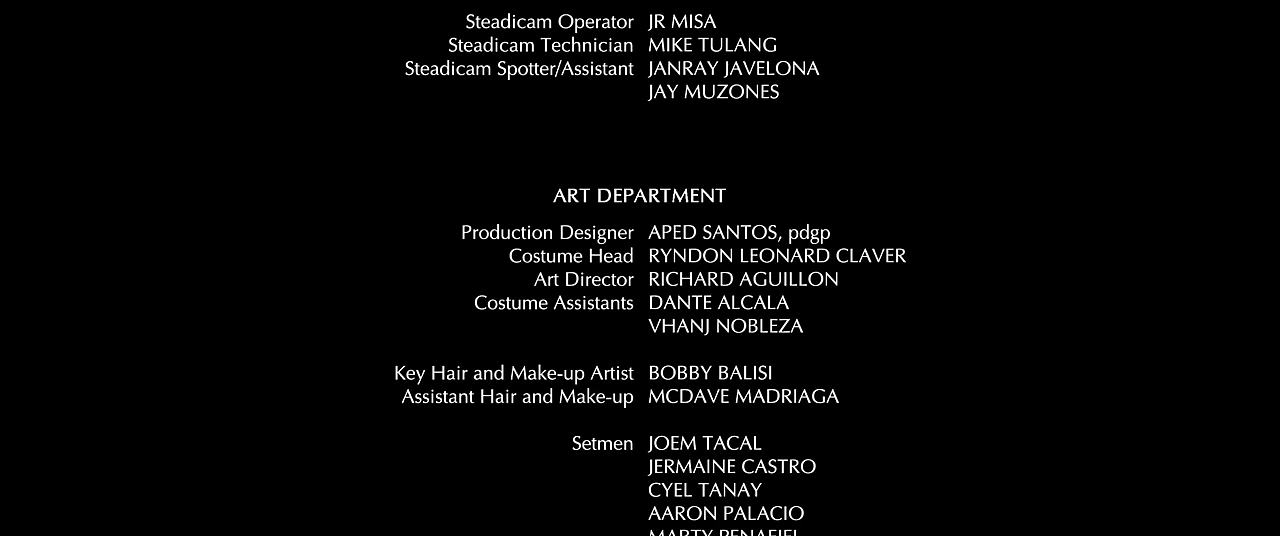 Steadicam Operator JR MISA
Steadicam Technician MIKE TULANG
Steadicam Spotter/Assistant JANRAY JAVELONA
JAY MUZONES
ART DEPARTMENT
Production Designer APED SANTOS, pdgp
Costume Head RYNDON LEONARD CLAVER
Art Director RICHARD AGUILLON
Costume Assistants DANTE ALCALA
VHANJ NOBLEZA
Key Hair and Make-up Artist BOBBY BALISI
Assistant Hair and Make-up MCDAVE MADRIAGA
Setmen JOEM TACAL
JERMAINE CASTRO
CYEL TANAY
AARON PALACIO
MARTY